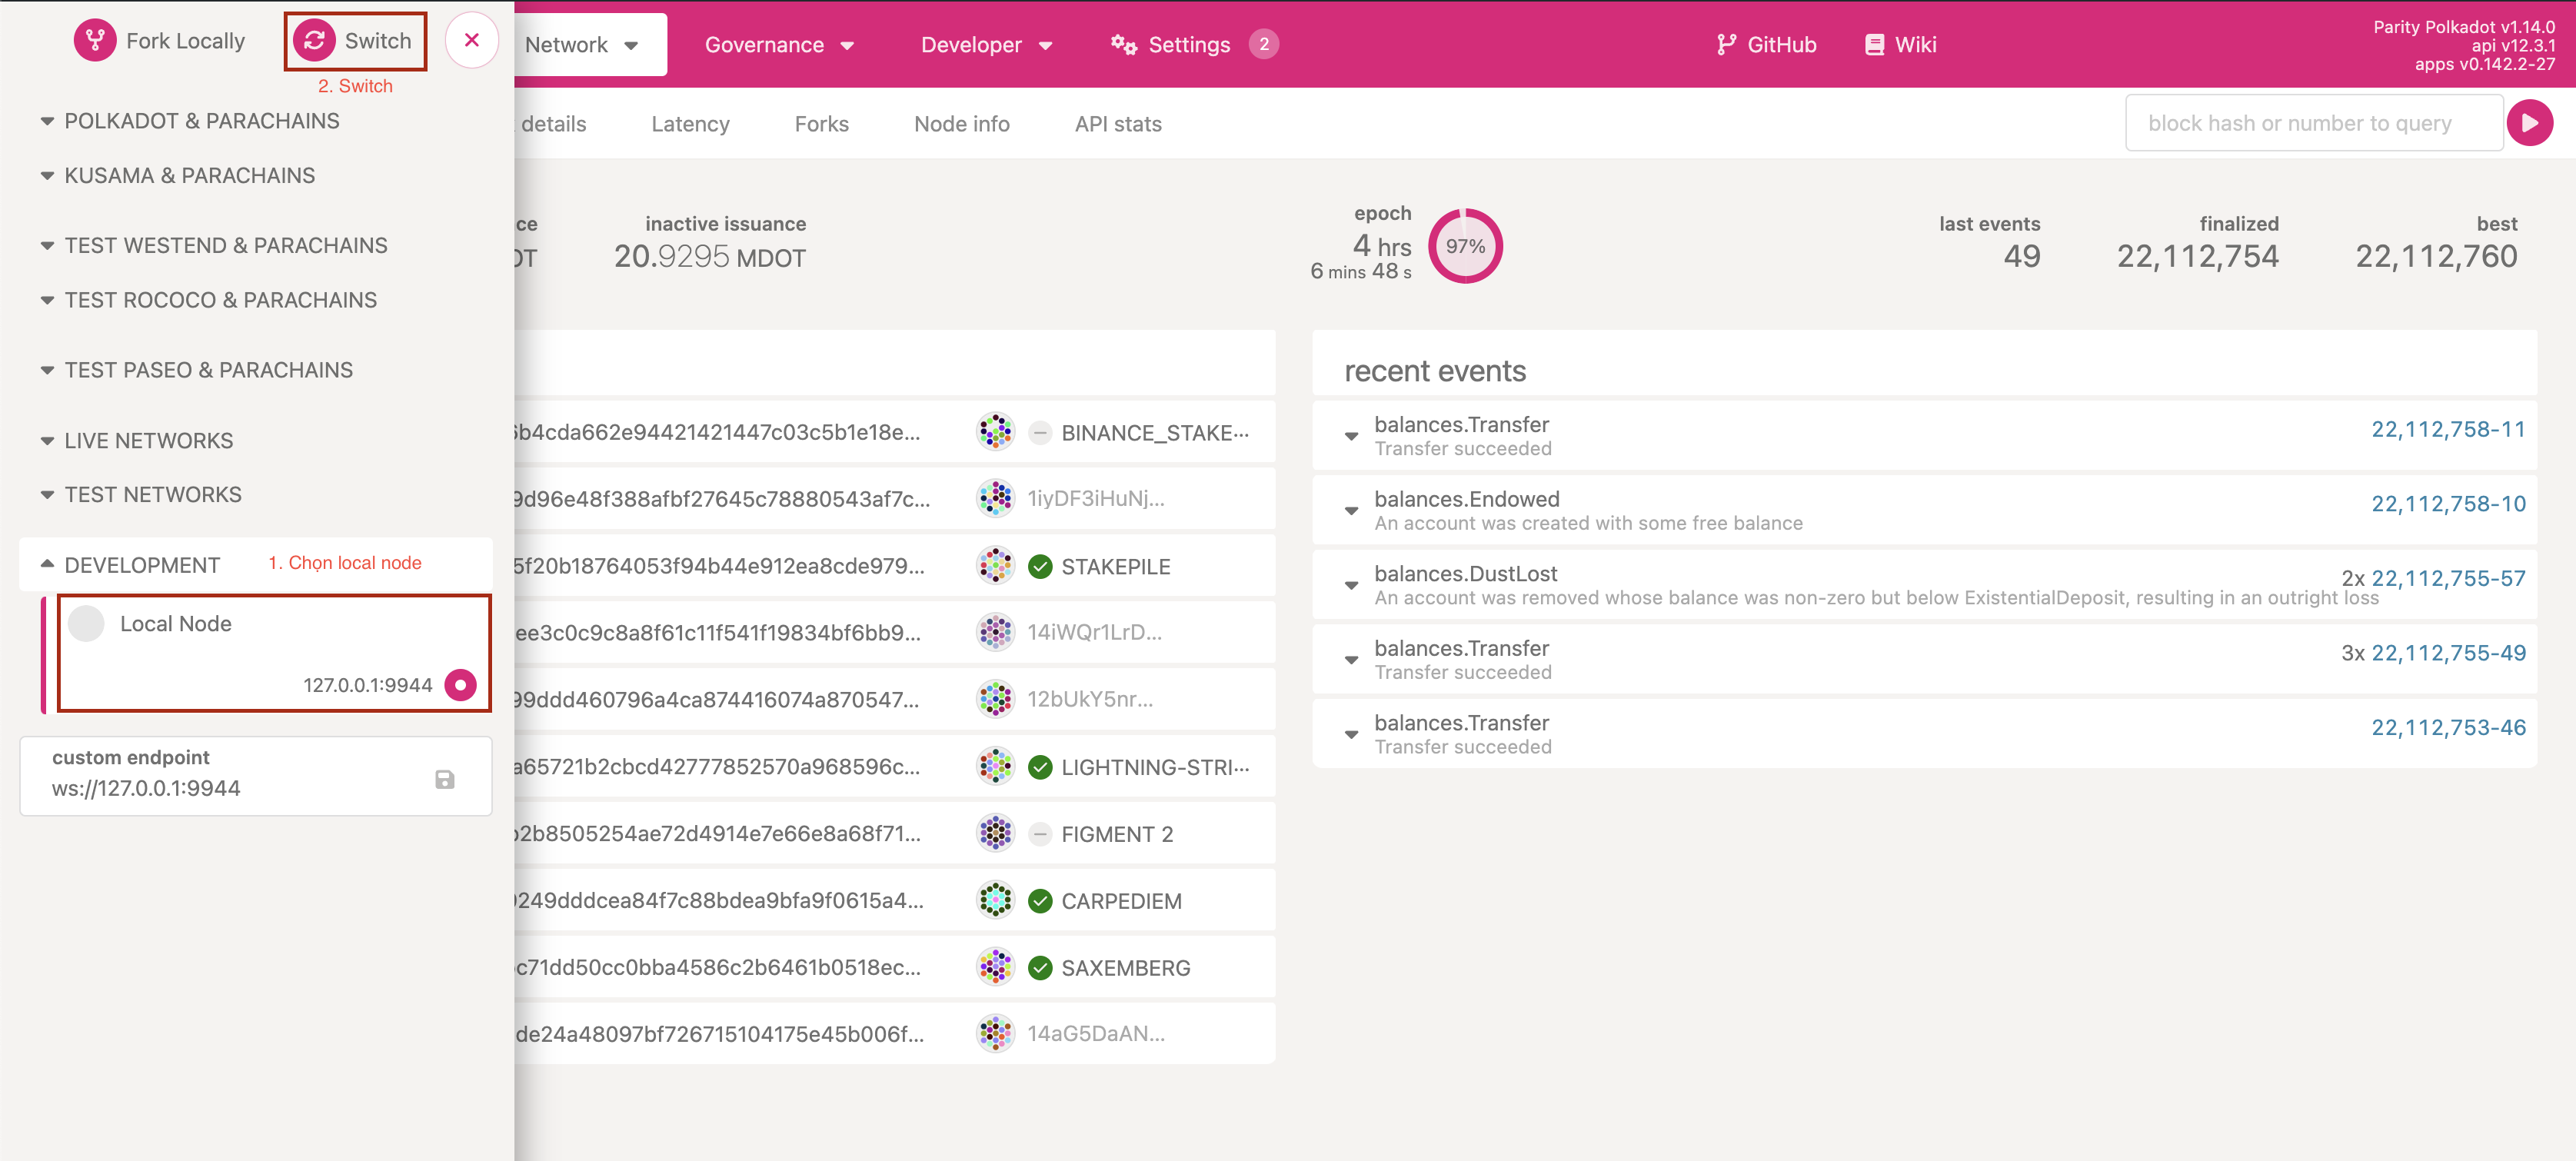 Fork Locally
Switch
2. Switch
POLKADOT & PARACHAINS
KUSAMA & PARACHAINS
TEST WESTEND & PARACHAINS
TEST ROCOCO & PARACHAINS
TEST PASEO & PARACHAINS
LIVE NETWORKS
TEST NETWORKS
DEVELOPMENT
1. Chọn local node
Local Node
127.0.0.1:9944
custom endpoint
ws://127.0.0.1:9944
Network
Governance
Developer
Settings
2
GitHub
Wiki
Parity Polkadot v1.14.0
api v12.3.1
apps v0.142.2-27
details
Latency
Forks
Node info
API stats
block hash or number to query
inactive issuance
20.9295 MDOT
epoch
4 hrs
6 mins 48 s
97%
last events
49
finalized
22,112,754
best
22,112,760
b4cda662e94421421447c03c5b1e18e... BINANCE_STAKE…
9d96e48f388afbf27645c78880543af7c... 1iyDF3iHuNj...
5f20b18764053f94b44e912ea8cde979... STAKEPILE
ee3c0c9c8a8f61c11f541f19834bf6bb9... 14iWQr1LrD...
99ddd460796a4ca874416074a870547... 12bUkY5nr...
a65721b2cbcd42777852570a968596c... LIGHTNING-STRI…
2b8505254ae72d4914e7e66e8a68f71... FIGMENT 2
249dddcea84f7c88bdea9bfa9f0615a4... CARPEDIEM
c71dd50cc0bba4586c2b6461b0518ec... SAXEMBERG
de24a48097bf726715104175e45b006f... 14aG5DaAN...
recent events
balances.Transfer
Transfer succeeded
22,112,758-11
balances.Endowed
An account was created with some free balance
22,112,758-10
balances.DustLost
An account was removed whose balance was non-zero but below ExistentialDeposit, resulting in an outright loss
2x 22,112,755-57
balances.Transfer
Transfer succeeded
3x 22,112,755-49
balances.Transfer
Transfer succeeded
22,112,753-46